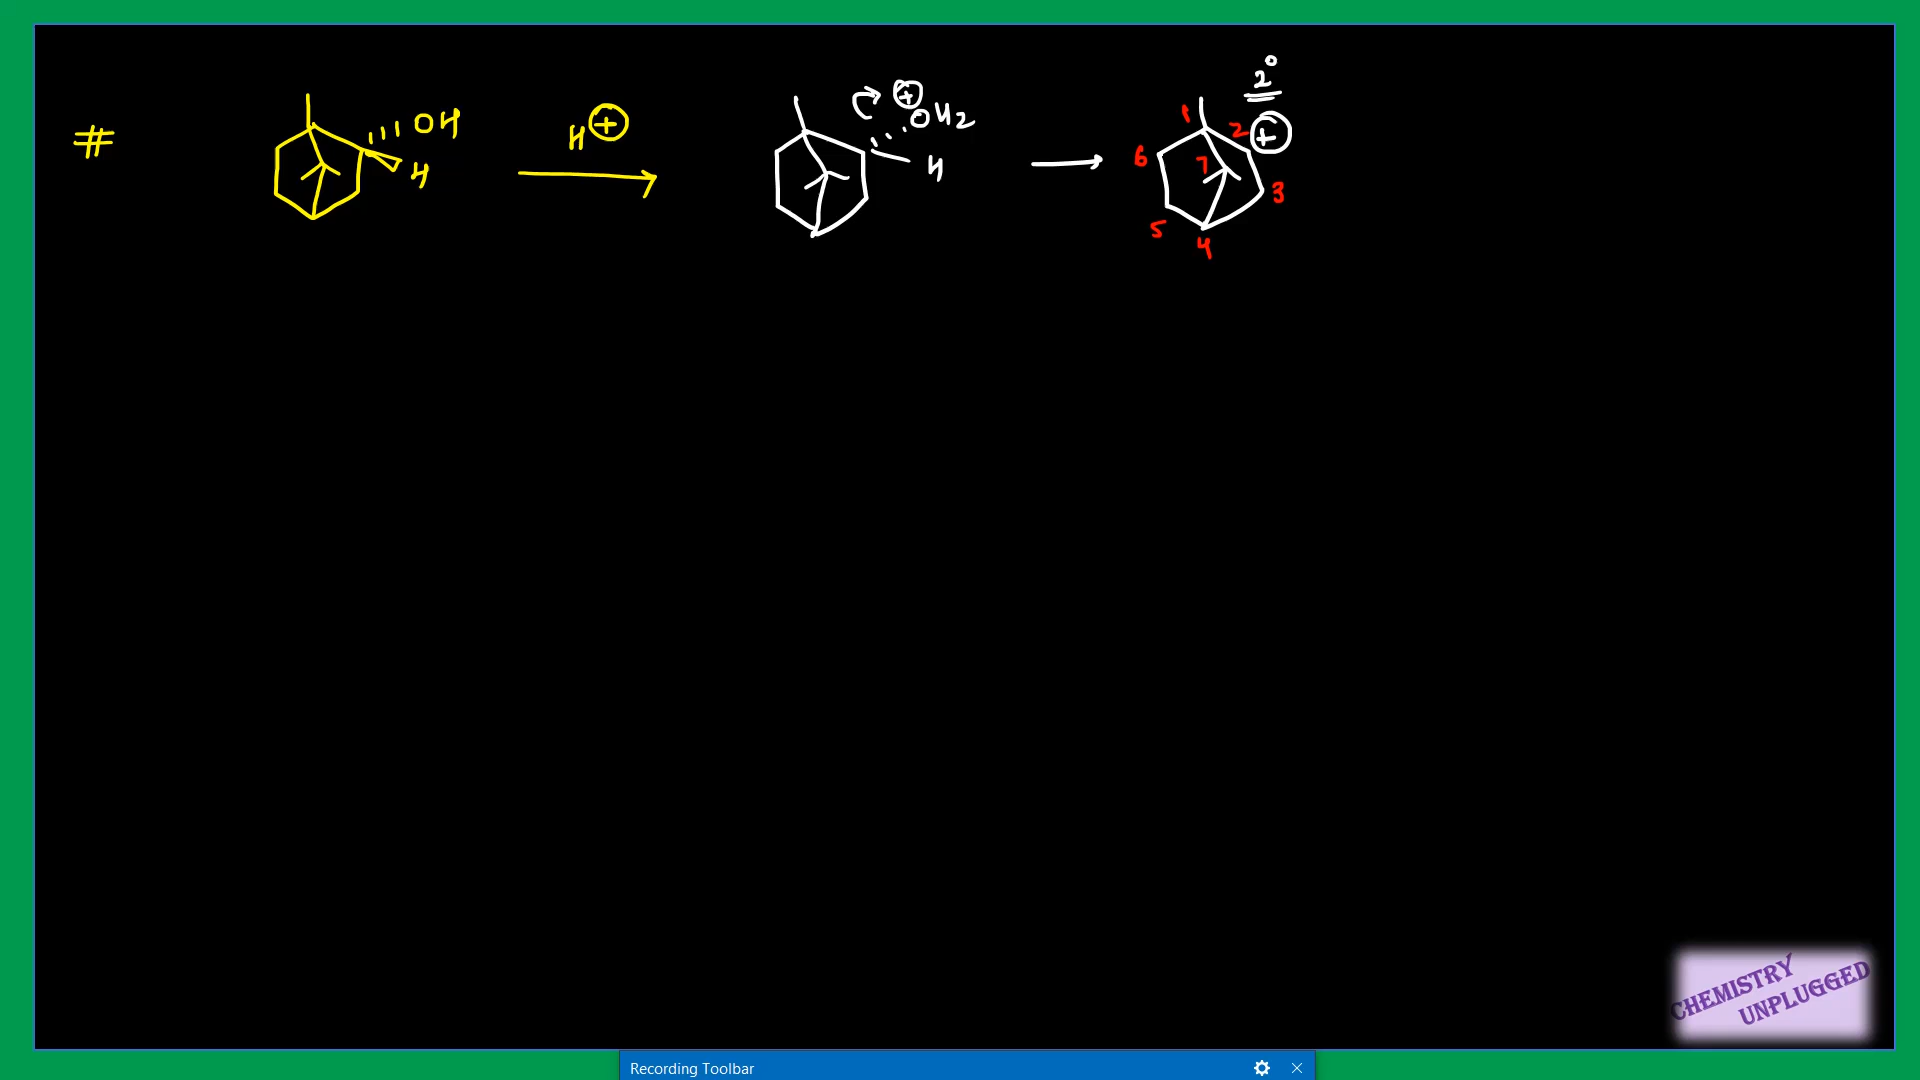 # OH H H⊕ ⊕ OH2 H 2° ⊕
1 2 3 4 5 6 7
CHEMISTRY
UNPLUGGED
Recording Toolbar